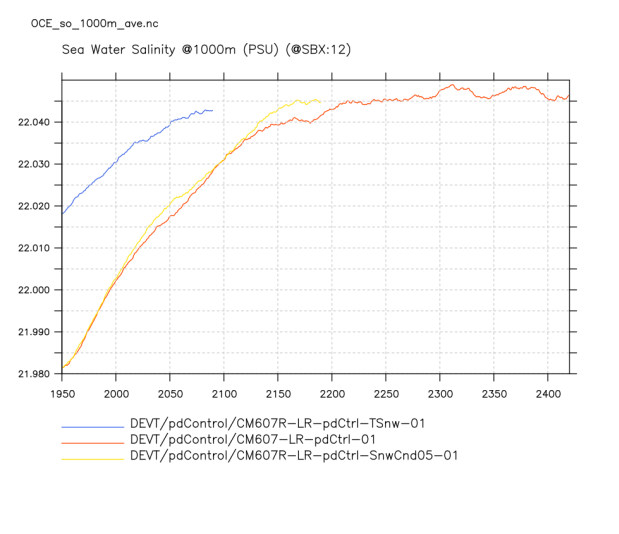 OCE_so_1000m_ave.nc
Sea Water Salinity @1000m (PSU) (@SBX:12)
22.040
22.030
22.020
22.010
22.000
21.990
21.980
1950 2000 2050 2100 2150 2200 2250 2300 2350 2400
DEVT/pdControl/CM607R-LR-pdCtrl-TSnw-01
DEVT/pdControl/CM607-LR-pdCtrl-01
DEVT/pdControl/CM607R-LR-pdCtrl-SnwCnd05-01